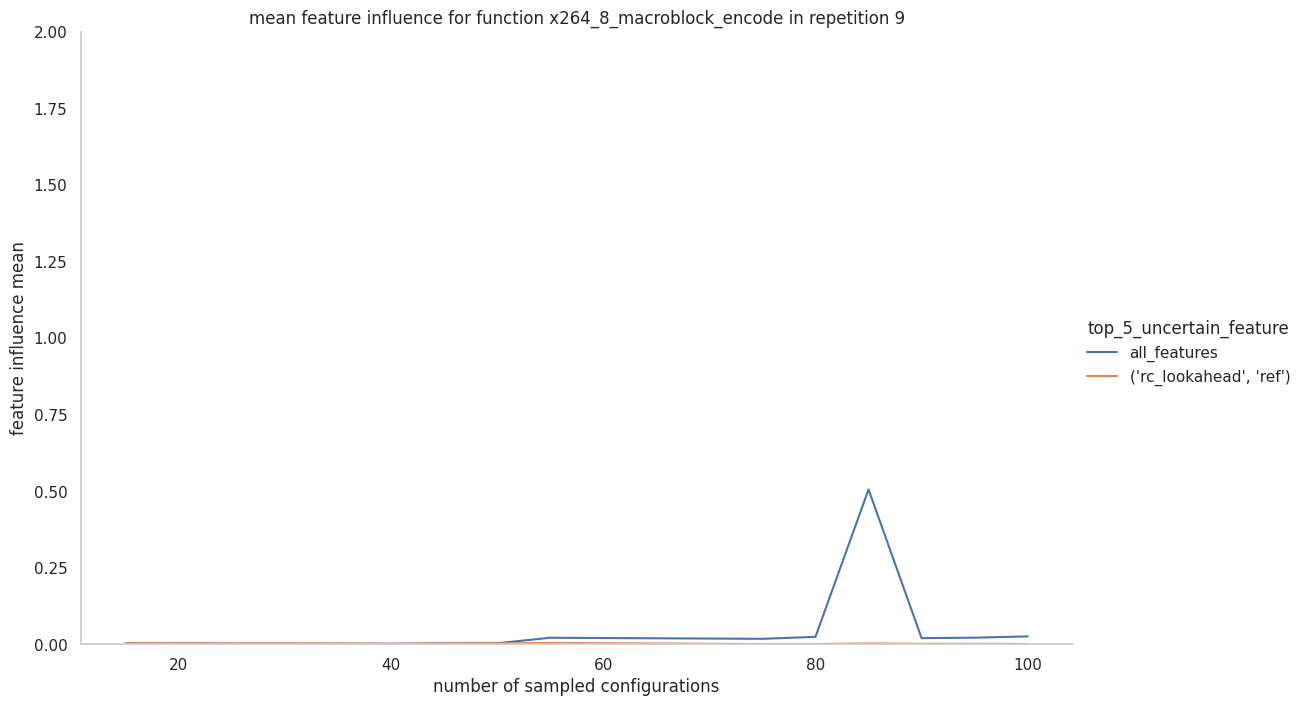 mean feature influence for function x264_8_macroblock_encode in repetition 9
2.00
1.75
1.50
1.25
1.00
0.75
0.50
0.25
0.00
feature influence mean
20
40
60
80
100
number of sampled configurations
top_5_uncertain_feature
all_features
('rc_lookahead', 'ref')